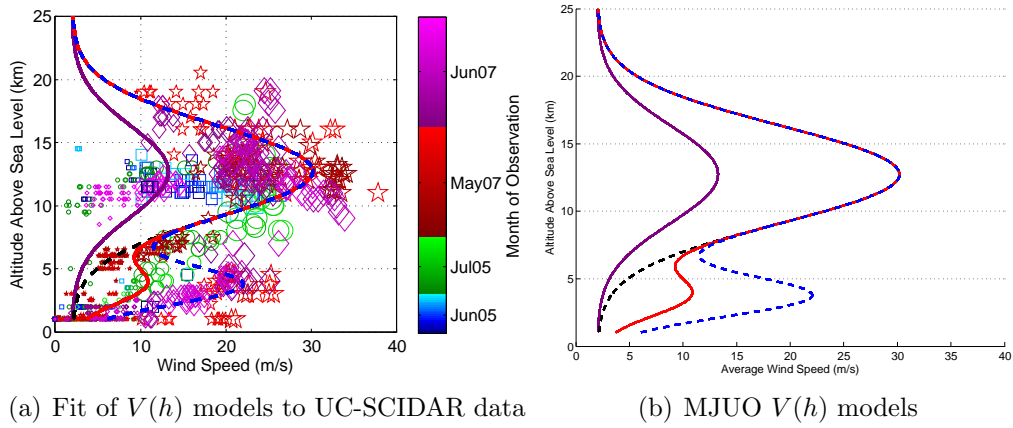 25
20
15
10
5
0
Altitude Above Sea Level (km)
0 10 20 30 40
Wind Speed (m/s)
Jun07
May07
Jul05
Jun05
Month of Observation
25
20
15
10
5
0
Altitude Above Sea Level (km)
0 5 10 15 20 25 30 35 40
Average Wind Speed (m/s)
(a) Fit of V(h) models to UC-SCIDAR data
(b) MJUO V(h) models